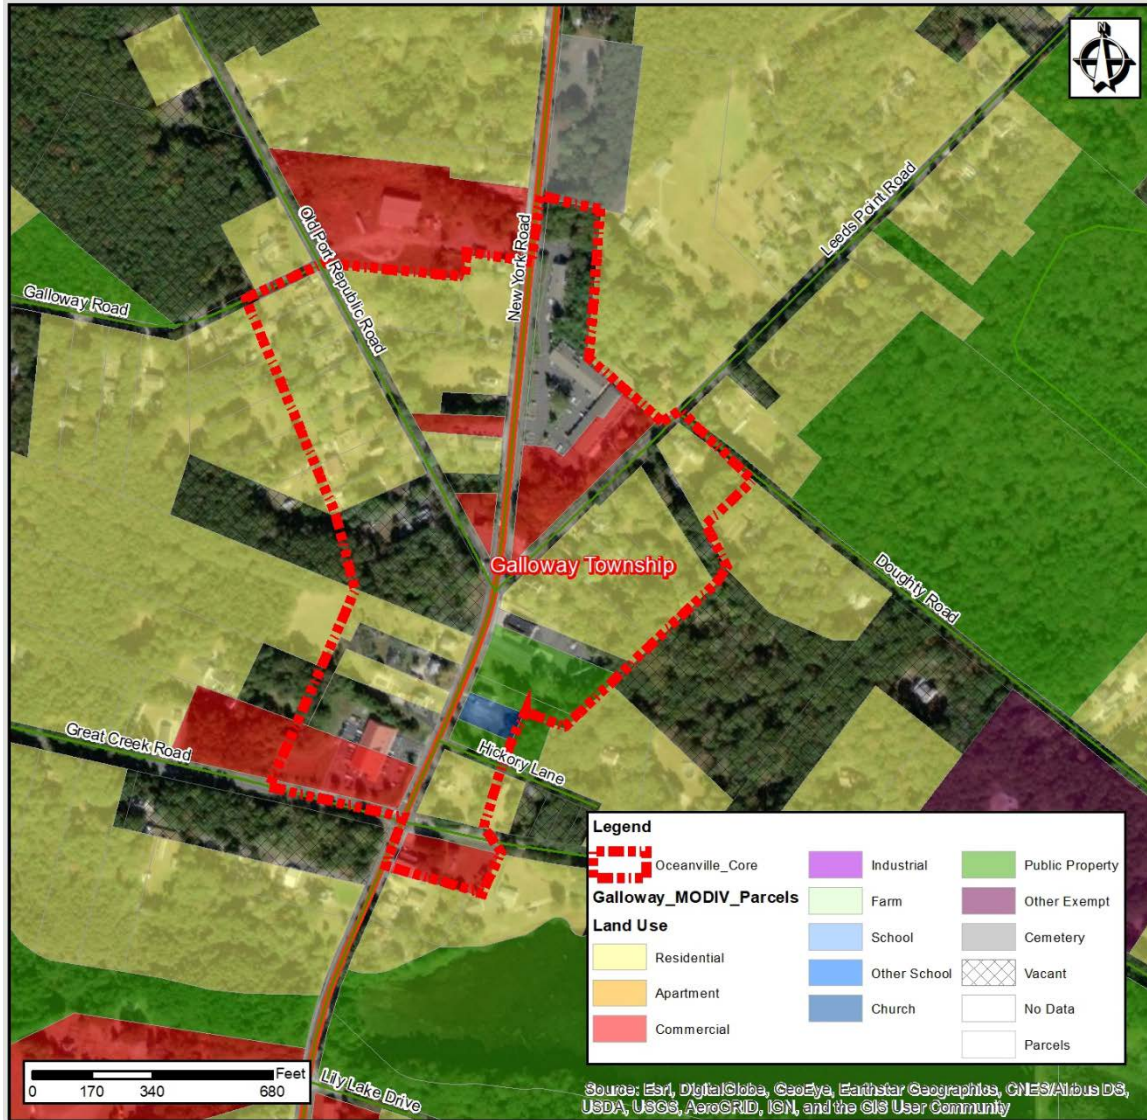 N
Old Port Republic Road
New York Road
Leeds Point Road
Galloway Road
Galloway Township
Doughty Road
Great Creek Road
Hickory Lane
Lily Lake Drive
Legend
Oceanville_Core
Galloway_MODIV_Parcels
Land Use
Residential
Apartment
Commercial
Industrial
Farm
School
Other School
Church
Public Property
Other Exempt
Cemetery
Vacant
No Data
Parcels
Feet
0 170 340 680
Source: Esri, DigitalGlobe, GeoEye, Earthstar Geographics, CNES/Airbus DS,
USDA, USGS, AeroGRID, IGN, and the GIS User Community